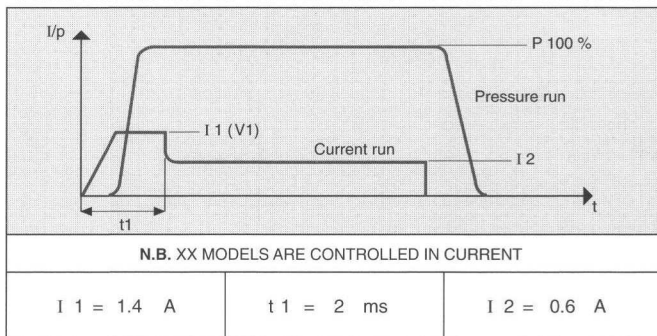 I/p
P 100 %
Pressure run
I 1 (V1)
Current run
I 2
t
t1
N.B. XX MODELS ARE CONTROLLED IN CURRENT
I 1 = 1.4 A
t 1 = 2 ms
I 2 = 0.6 A